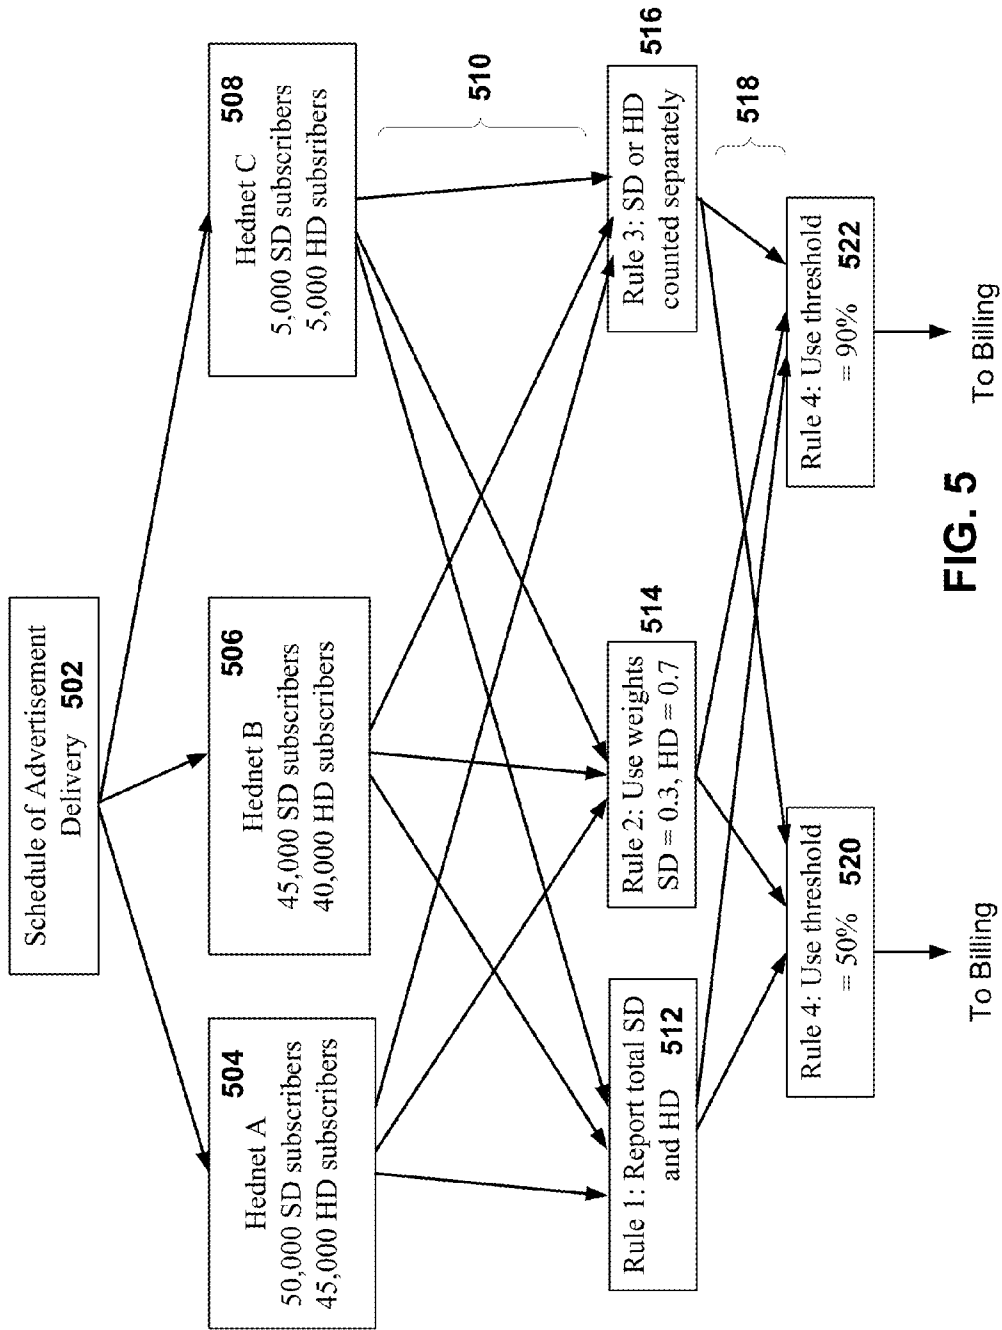 Schedule of Advertisement
Delivery 502
Hednet A 504
50,000 SD subscribers
45,000 HD subscribers
Hednet B 506
45,000 SD subscribers
40,000 HD subscribers
Hednet C 508
5,000 SD subscribers
5,000 HD subsribers
510
Rule 1: Report total SD
and HD 512
Rule 2: Use weights
SD = 0.3, HD = 0.7
514
Rule 3: SD or HD
counted separately
516
518
Rule 4: Use threshold
= 50% 520
Rule 4: Use threshold
= 90% 522
To Billing
To Billing
FIG. 5